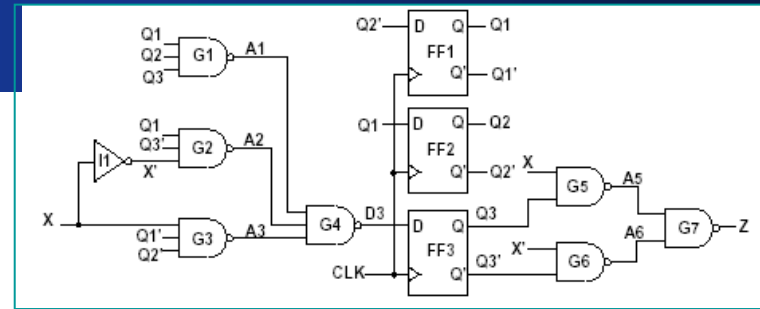 Q1
Q2
Q3
G1
A1
Q1
Q3'
G2
A2
I1
X'
X
Q1'
Q2'
G3
A3
G4
D3
CLK
Q2'
D
Q
Q1
FF1
Q'
Q1'
Q1
D
Q
Q2
FF2
Q'
Q2'
D
Q
Q3
FF3
Q'
Q3'
X
G5
A5
X'
G6
A6
G7
Z